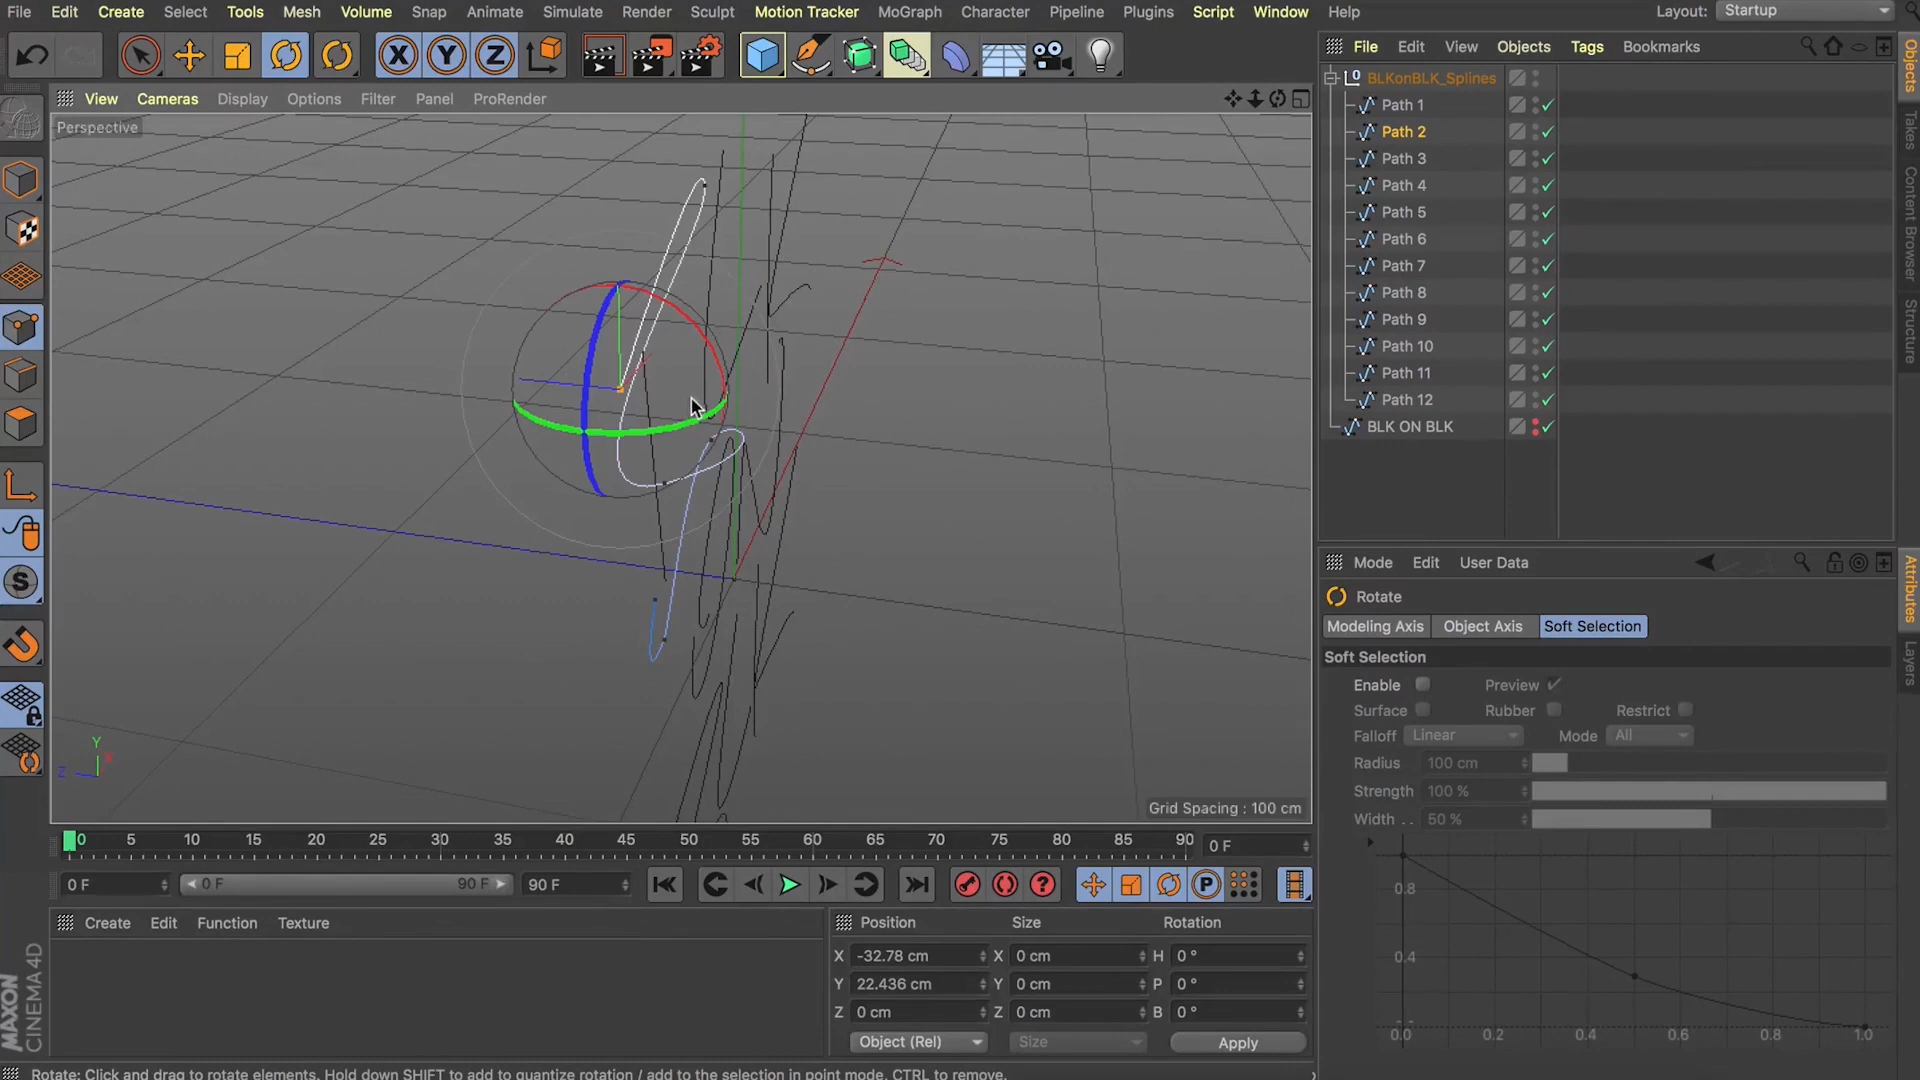 File Edit Create Select Tools Mesh Volume Snap Animate Simulate Render Sculpt Motion Tracker MoGraph Character Pipeline Plugins Script Window Help Layout: Startup
X Y Z
File Edit View Objects Tags Bookmarks
View Cameras Display Options Filter Panel ProRender
Perspective
BLKonBLK_Splines
Path 1
Path 2
Path 3
Path 4
Path 5
Path 6
Path 7
Path 8
Path 9
Path 10
Path 11
Path 12
BLK ON BLK
Objects
Takes
Content Browser
Structure
Mode Edit User Data
Rotate
Modeling Axis Object Axis Soft Selection
Soft Selection
Enable Preview
Surface Rubber Restrict
Falloff Linear Mode All
Radius 100 cm
Strength 100 %
Width . . 50 %
0.8
0.4
0.0 0.2 0.4 0.6 0.8 1.0
Attributes
Layers
S
Y
X
Z
Grid Spacing : 100 cm
0 5 10 15 20 25 30 35 40 45 50 55 60 65 70 75 80 85 90 0 F
0 F 0 F 90 F 90 F
P
Create Edit Function Texture
Position Size Rotation
X -32.78 cm X 0 cm H 0 °
Y 22.436 cm Y 0 cm P 0 °
Z 0 cm Z 0 cm B 0 °
Object (Rel) Size Apply
MAXON
CINEMA4D
Rotate: Click and drag to rotate elements. Hold down SHIFT to add to quantize rotation / add to the selection in point mode, CTRL to remove.